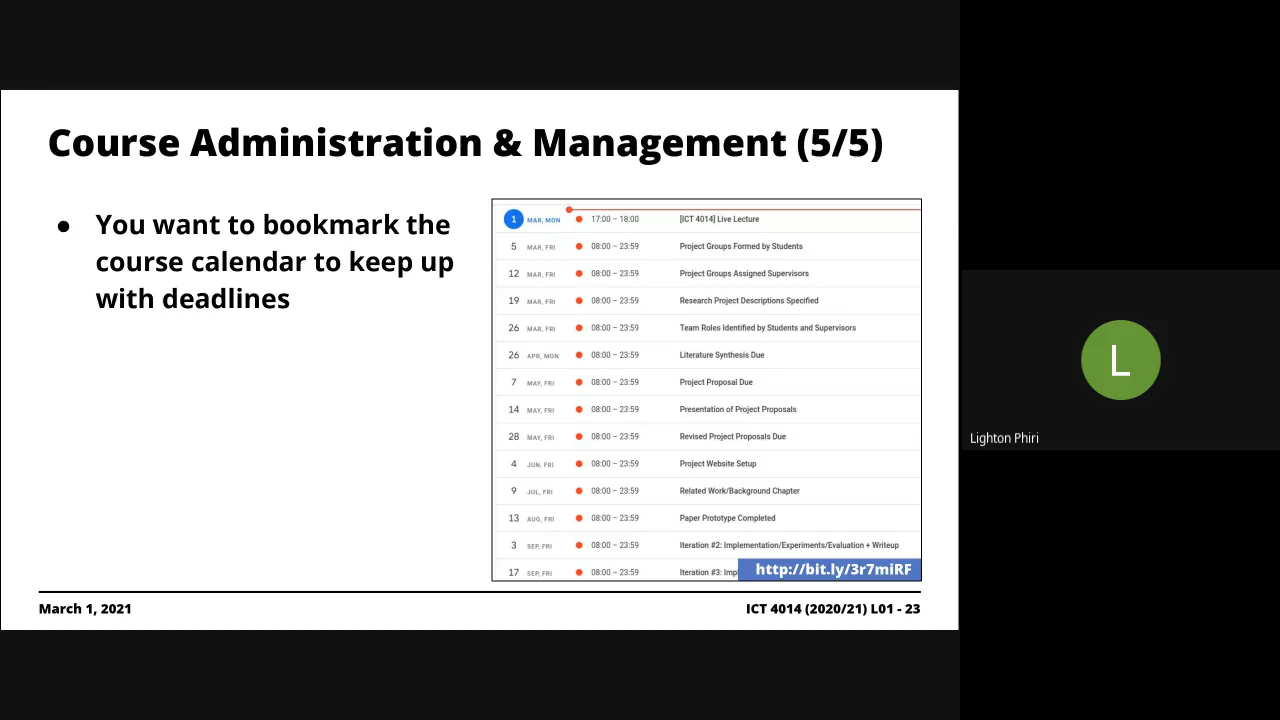 Course Administration & Management (5/5)
● You want to bookmark the
course calendar to keep up
with deadlines
1 MAR, MON 17:00 – 18:00 [ICT 4014] Live Lecture
5 MAR, FRI 08:00 – 23:59 Project Groups Formed by Students
12 MAR, FRI 08:00 – 23:59 Project Groups Assigned Supervisors
19 MAR, FRI 08:00 – 23:59 Research Project Descriptions Specified
26 MAR, FRI 08:00 – 23:59 Team Roles Identified by Students and Supervisors
26 APR, MON 08:00 – 23:59 Literature Synthesis Due
7 MAY, FRI 08:00 – 23:59 Project Proposal Due
14 MAY, FRI 08:00 – 23:59 Presentation of Project Proposals
28 MAY, FRI 08:00 – 23:59 Revised Project Proposals Due
4 JUN, FRI 08:00 – 23:59 Project Website Setup
9 JUL, FRI 08:00 – 23:59 Related Work/Background Chapter
13 AUG, FRI 08:00 – 23:59 Paper Prototype Completed
3 SEP, FRI 08:00 – 23:59 Iteration #2: Implementation/Experiments/Evaluation + Writeup
17 SEP, FRI 08:00 – 23:59 Iteration #3: Impl
http://bit.ly/3r7miRF
March 1, 2021
ICT 4014 (2020/21) L01 - 23
L
Lighton Phiri